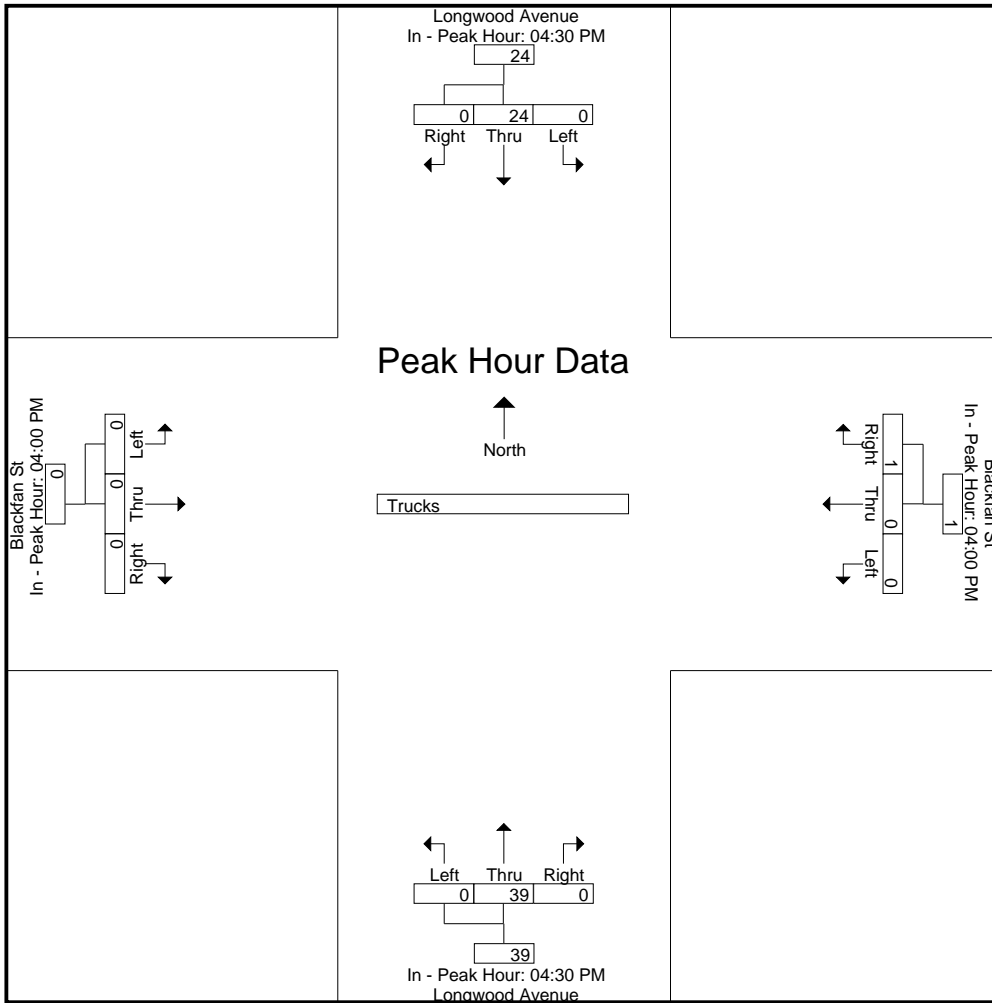 Longwood Avenue
In - Peak Hour: 04:30 PM
24
0 24 0
Right Thru Left
Peak Hour Data
North
Trucks
Blackfan St
In - Peak Hour: 04:00 PM
0
0 0 0
Left Thru Right
Blackfan St
In - Peak Hour: 04:00 PM
1
1 0 0
Right Thru Left
Left Thru Right
0 39 0
39
In - Peak Hour: 04:30 PM
Longwood Avenue